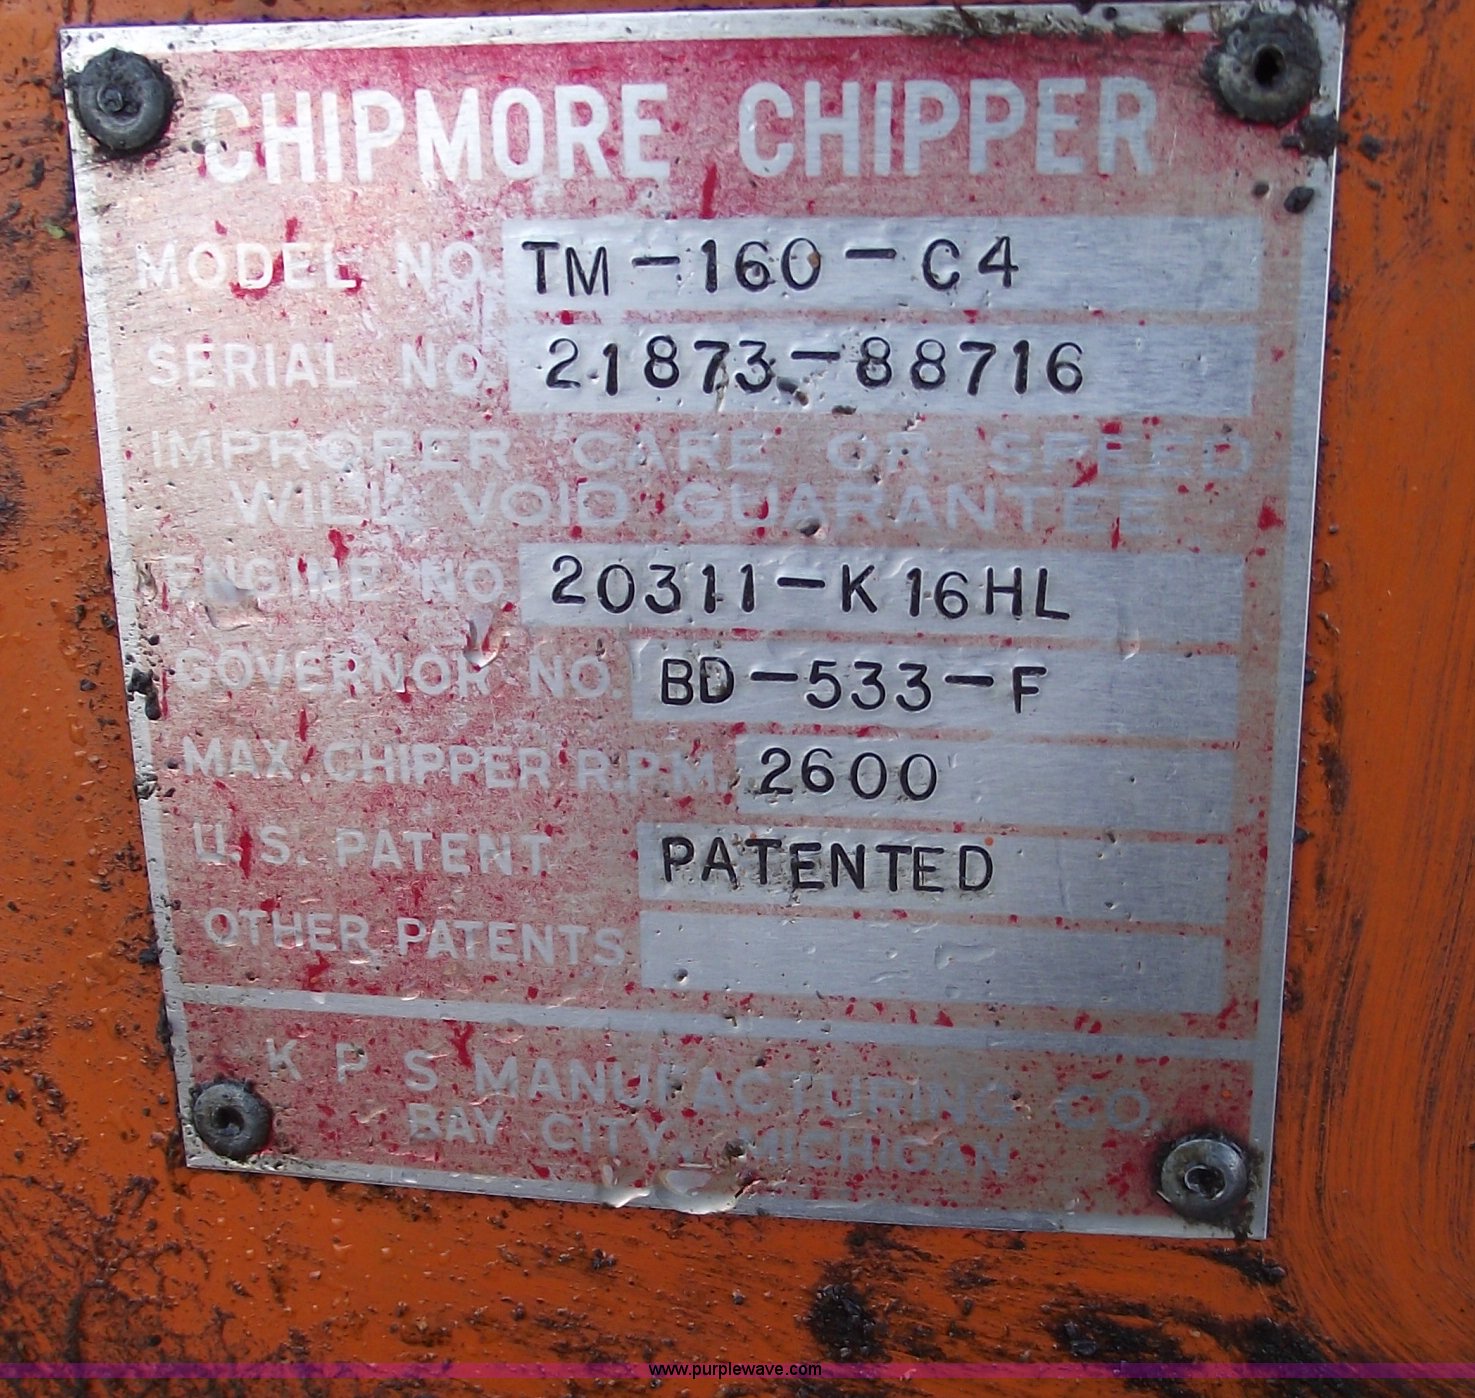 CHIPMORE CHIPPER
MODEL NO. TM-160-C4
SERIAL NO. 21873-88716
IMPROPER CARE OR SPEED
WILL VOID GUARANTEE
ENGINE NO. 20311-K16HL
GOVERNOR NO. BD-533-F
MAX. CHIPPER R.P.M. 2600
U.S. PATENT PATENTED
OTHER PATENTS
K P S MANUFACTURING CO.
BAY CITY, MICHIGAN
www.purplewave.com